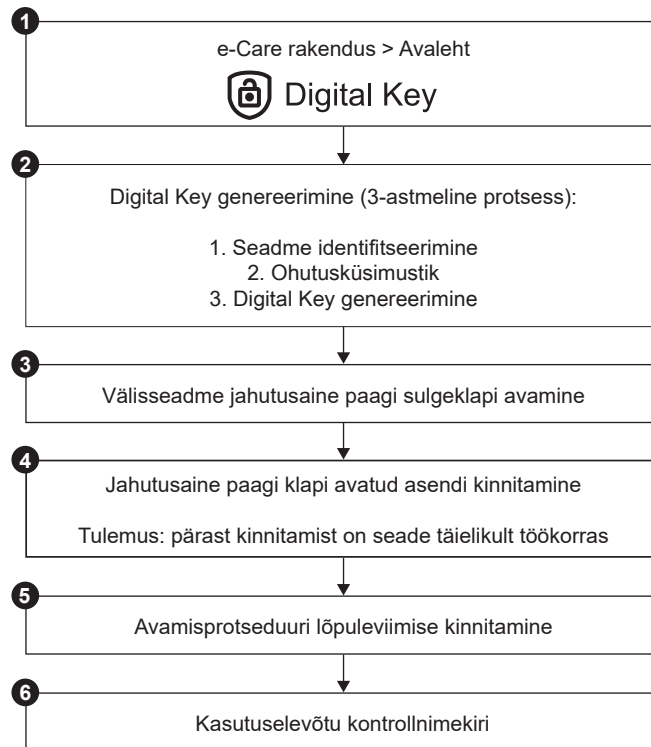 1
e-Care rakendus > Avaleht
Digital Key
2
Digital Key genereerimine (3-astmeline protsess):
1. Seadme identifitseerimine
2. Ohutusküsimustik
3. Digital Key genereerimine
3
Välisseadme jahutusaine paagi sulgeklapi avamine
4
Jahutusaine paagi klapi avatud asendi kinnitamine
Tulemus: pärast kinnitamist on seade täielikult töökorras
5
Avamisprotseduuri lõpuleviimise kinnitamine
6
Kasutuselevõtu kontrollnimekiri